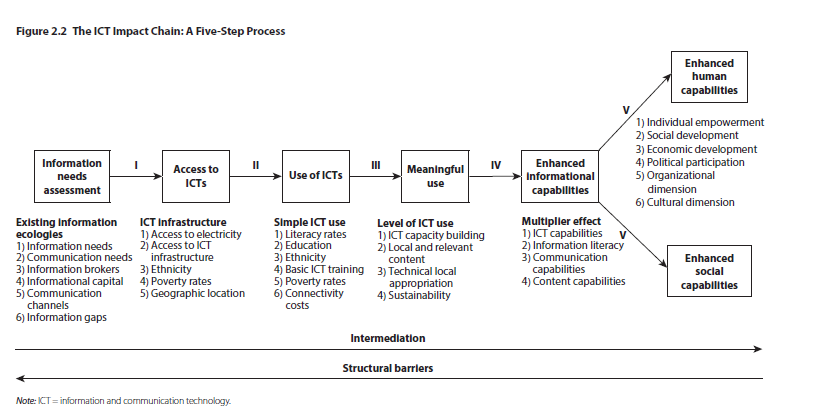 Figure 2.2 The ICT Impact Chain: A Five-Step Process
Information
needs
assessment
I
Access to
ICTs
II
Use of ICTs
III
Meaningful
use
IV
Enhanced
informational
capabilities
V
Enhanced
human
capabilities
1) Individual empowerment
2) Social development
3) Economic development
4) Political participation
5) Organizational
dimension
6) Cultural dimension
V
Enhanced
social
capabilities
Existing information
ecologies
1) Information needs
2) Communication needs
3) Information brokers
4) Informational capital
5) Communication
channels
6) Information gaps
ICT infrastructure
1) Access to electricity
2) Access to ICT
infrastructure
3) Ethnicity
4) Poverty rates
5) Geographic location
Simple ICT use
1) Literacy rates
2) Education
3) Ethnicity
4) Basic ICT training
5) Poverty rates
6) Connectivity
costs
Level of ICT use
1) ICT capacity building
2) Local and relevant
content
3) Technical local
appropriation
4) Sustainability
Multiplier effect
1) ICT capabilities
2) Information literacy
3) Communication
capabilities
4) Content capabilities
Intermediation
Structural barriers
Note: ICT = information and communication technology.